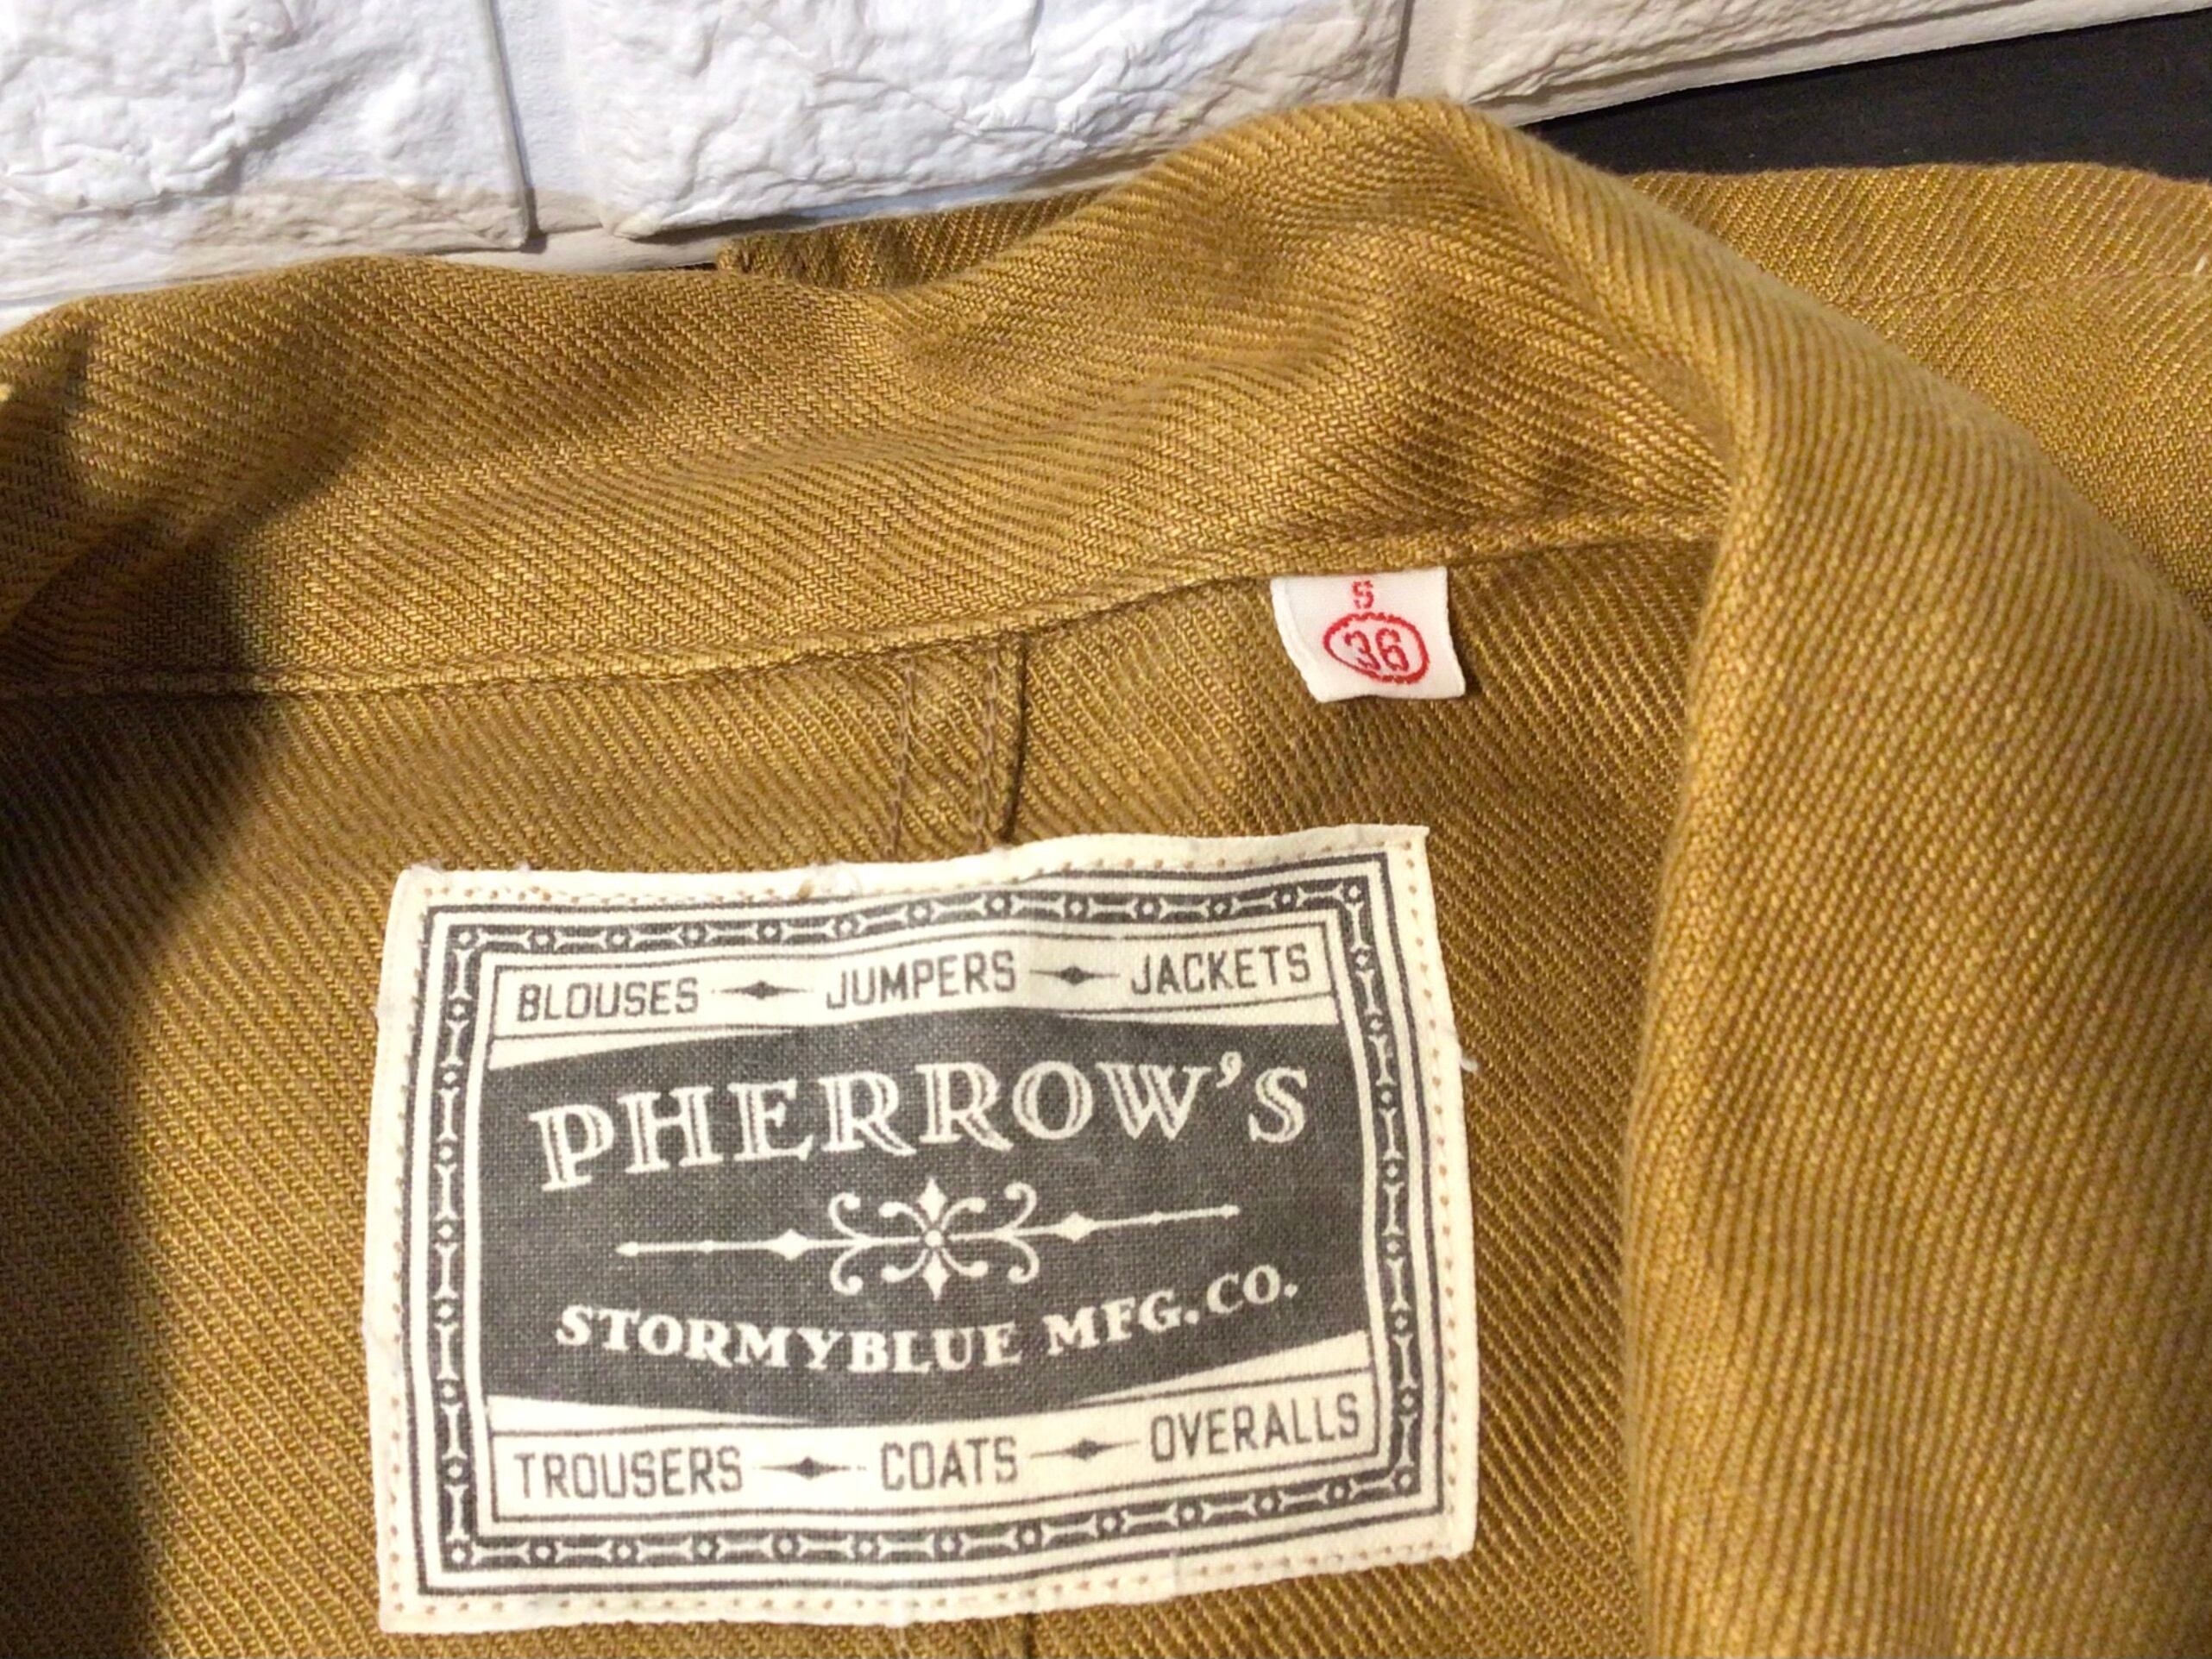 S
36
BLOUSES JUMPERS JACKETS
PHERROW'S
STORMYBLUE MFG.CO.
TROUSERS COATS OVERALLS